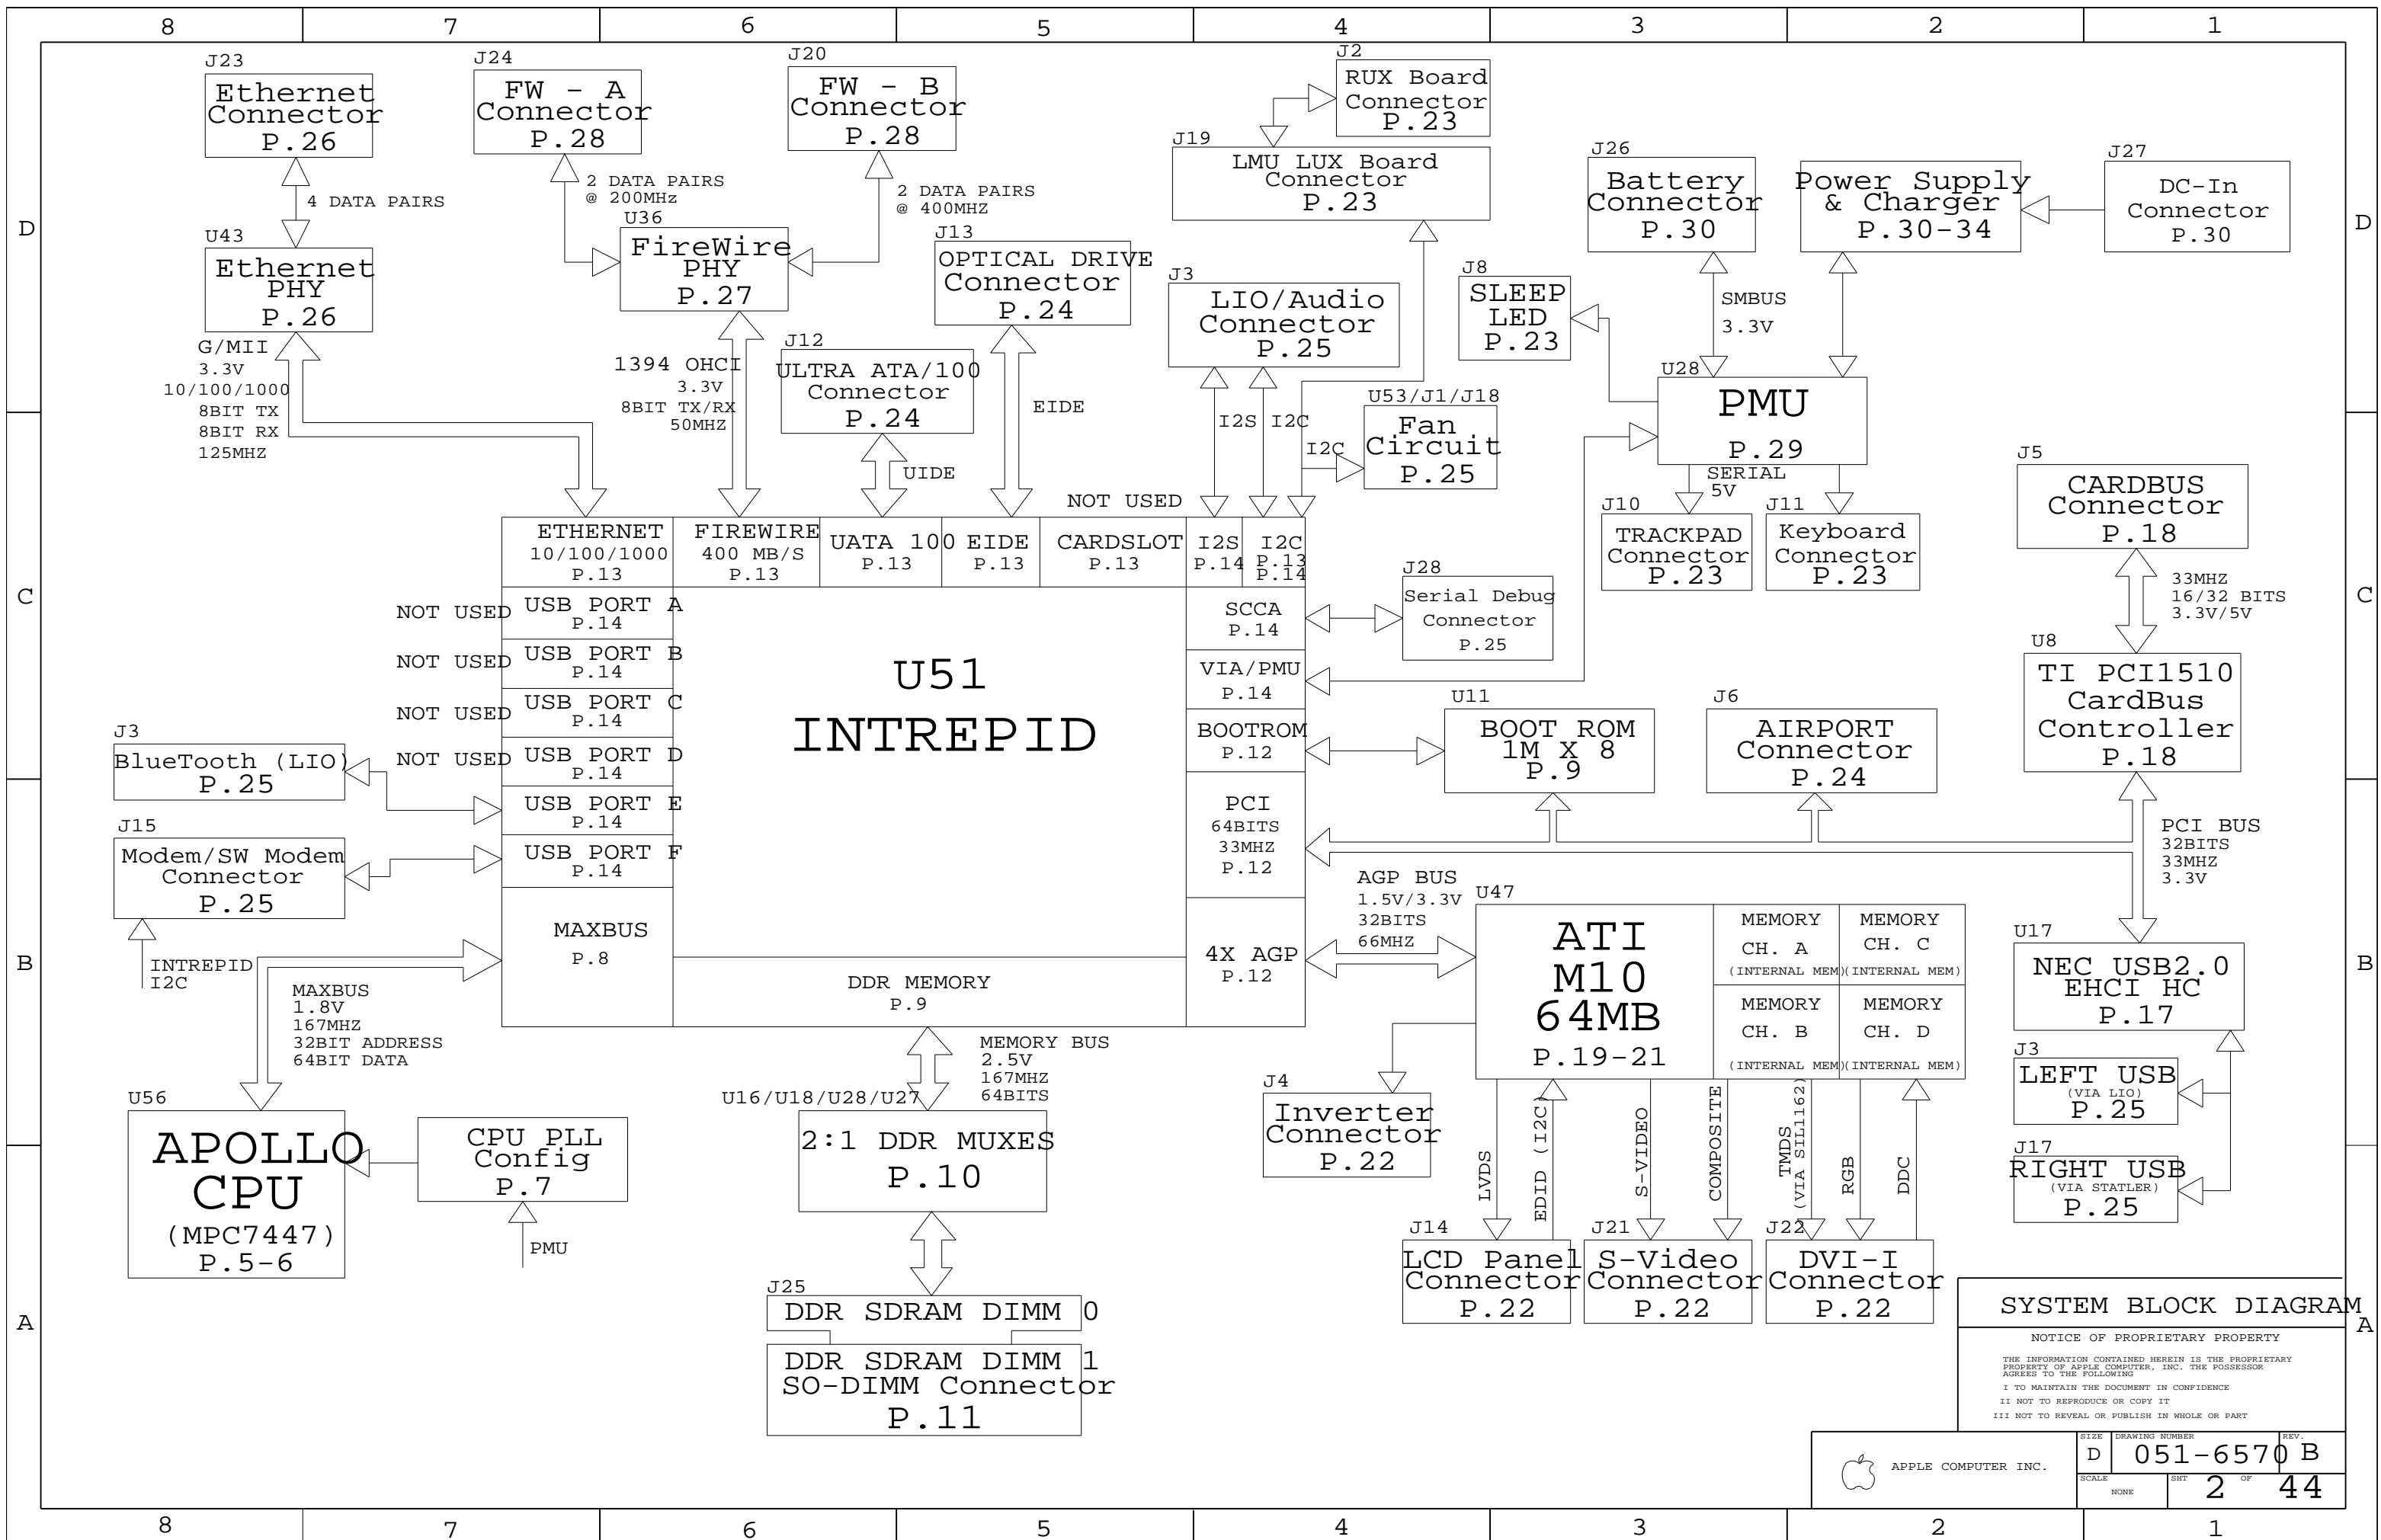 8 7 6 5 4 3 2 1
J23
Ethernet
Connector
P.26
4 DATA PAIRS
U43
Ethernet
PHY
P.26
G/MII
3.3V
10/100/1000
8BIT TX
8BIT RX
125MHZ
J24
FW - A
Connector
P.28
2 DATA PAIRS
@ 200MHz
J20
FW - B
Connector
P.28
2 DATA PAIRS
@ 400MHZ
U36
FireWire
PHY
P.27
1394 OHCI
3.3V
8BIT TX/RX
50MHZ
J13
OPTICAL DRIVE
Connector
P.24
EIDE
J12
ULTRA ATA/100
Connector
P.24
UIDE
J2
RUX Board
Connector
P.23
J19
LMU LUX Board
Connector
P.23
J3
LIO/Audio
Connector
P.25
I2S I2C
I2C
U53/J1/J18
Fan
Circuit
P.25
J8
SLEEP
LED
P.23
J26
Battery
Connector
P.30
SMBUS
3.3V
Power Supply
& Charger
P.30-34
J27
DC-In
Connector
P.30
U28
PMU
P.29
SERIAL
5V
J10
TRACKPAD
Connector
P.23
J11
Keyboard
Connector
P.23
J5
CARDBUS
Connector
P.18
33MHZ
16/32 BITS
3.3V/5V
U8
TI PCI1510
CardBus
Controller
P.18
D
D
C
C
B
B
A
A
NOT USED
ETHERNET
10/100/1000
P.13
FIREWIRE
400 MB/S
P.13
UATA 100
P.13
EIDE
P.13
CARDSLOT
P.13
I2S
P.14
I2C
P.13
P.14
NOT USED
USB PORT A
P.14
NOT USED
USB PORT B
P.14
NOT USED
USB PORT C
P.14
NOT USED
USB PORT D
P.14
USB PORT E
P.14
USB PORT F
P.14
MAXBUS
P.8
U51
INTREPID
DDR MEMORY
P.9
SCCA
P.14
VIA/PMU
P.14
BOOTROM
P.12
PCI
64BITS
33MHZ
P.12
4X AGP
P.12
J28
Serial Debug
Connector
P.25
U11
BOOT ROM
1M X 8
P.9
J6
AIRPORT
Connector
P.24
PCI BUS
32BITS
33MHZ
3.3V
J3
BlueTooth (LIO)
P.25
J15
Modem/SW Modem
Connector
P.25
INTREPID
I2C
MAXBUS
1.8V
167MHZ
32BIT ADDRESS
64BIT DATA
U56
APOLLO
CPU
(MPC7447)
P.5-6
CPU PLL
Config
P.7
PMU
MEMORY BUS
2.5V
167MHZ
64BITS
U16/U18/U28/U27
2:1 DDR MUXES
P.10
J25
DDR SDRAM DIMM 0
DDR SDRAM DIMM 1
SO-DIMM Connector
P.11
AGP BUS
1.5V/3.3V
32BITS
66MHZ
U47
ATI
M10
64MB
P.19-21
MEMORY
CH. A
(INTERNAL MEM)
MEMORY
CH. C
(INTERNAL MEM)
MEMORY
CH. B
(INTERNAL MEM)
MEMORY
CH. D
(INTERNAL MEM)
J4
Inverter
Connector
P.22
LVDS
EDID (I2C)
S-VIDEO
COMPOSITE
TMDS
(VIA SIL1162)
RGB
DDC
J14
LCD Panel
Connector
P.22
J21
S-Video
Connector
P.22
J22
DVI-I
Connector
P.22
U17
NEC USB2.0
EHCI HC
P.17
J3
LEFT USB
(VIA LIO)
P.25
J17
RIGHT USB
(VIA STATLER)
P.25
SYSTEM BLOCK DIAGRAM
NOTICE OF PROPRIETARY PROPERTY
THE INFORMATION CONTAINED HEREIN IS THE PROPRIETARY
PROPERTY OF APPLE COMPUTER, INC. THE POSSESSOR
AGREES TO THE FOLLOWING
I TO MAINTAIN THE DOCUMENT IN CONFIDENCE
II NOT TO REPRODUCE OR COPY IT
III NOT TO REVEAL OR PUBLISH IN WHOLE OR PART
APPLE COMPUTER INC.
SIZE
D
DRAWING NUMBER
051-6570
REV.
B
SCALE
NONE
SHT
2
OF
44
8 7 6 5 4 3 2 1